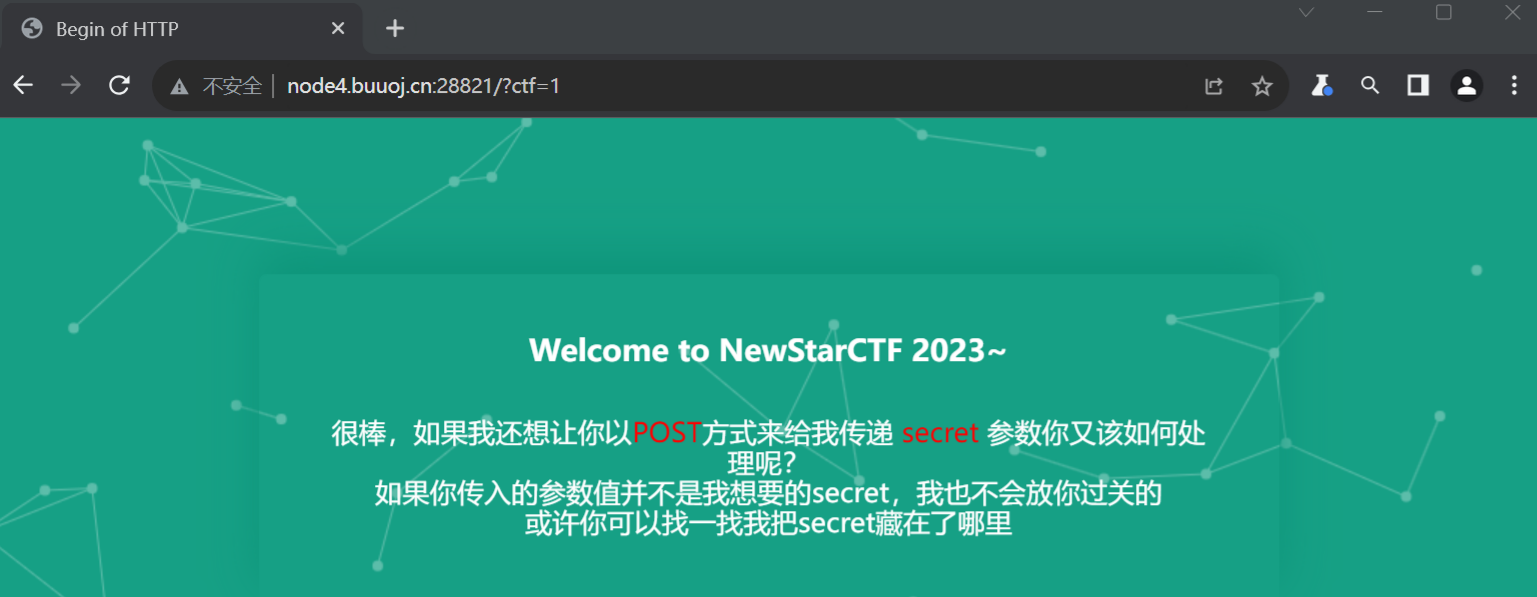 Begin of HTTP
不安全 | node4.buuoj.cn:28821/?ctf=1
Welcome to NewStarCTF 2023~
很棒，如果我还想让你以POST方式来给我传递 secret 参数你又该如何处
理呢？
如果你传入的参数值并不是我想要的secret，我也不会放你过关的
或许你可以找一找我把secret藏在了哪里